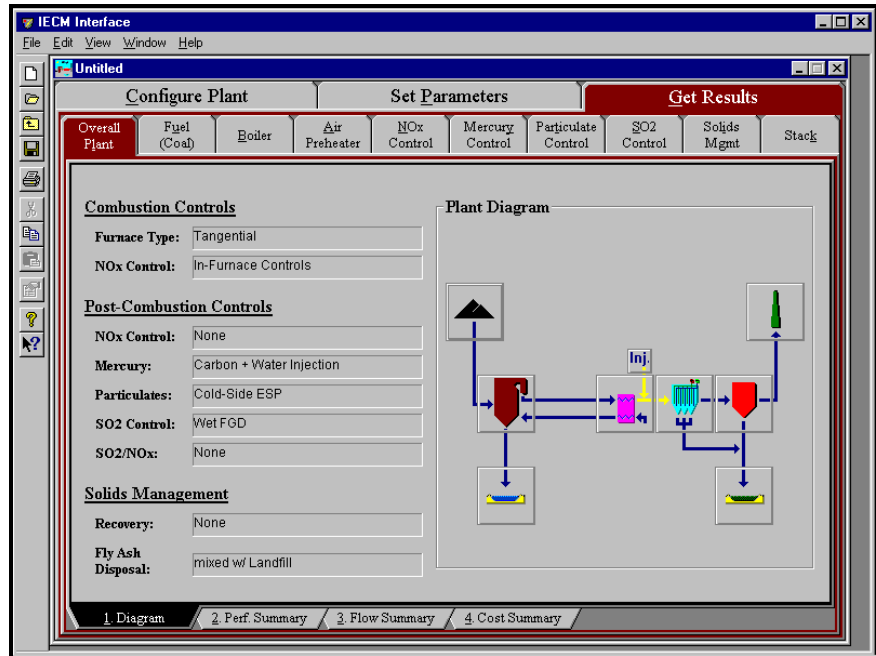 IECM Interface
File Edit View Window Help
Untitled
Configure Plant Set Parameters Get Results
Overall Plant
Fuel (Coal)
Boiler
Air Preheater
NOx Control
Mercury Control
Particulate Control
SO2 Control
Solids Mgmt
Stack
Combustion Controls
Furnace Type: Tangential
NOx Control: In-Furnace Controls
Post-Combustion Controls
NOx Control: None
Mercury: Carbon + Water Injection
Particulates: Cold-Side ESP
SO2 Control: Wet FGD
SO2/NOx: None
Solids Management
Recovery: None
Fly Ash
Disposal: mixed w/ Landfill
Plant Diagram
Inj.
1. Diagram 2. Perf. Summary 3. Flow Summary 4. Cost Summary